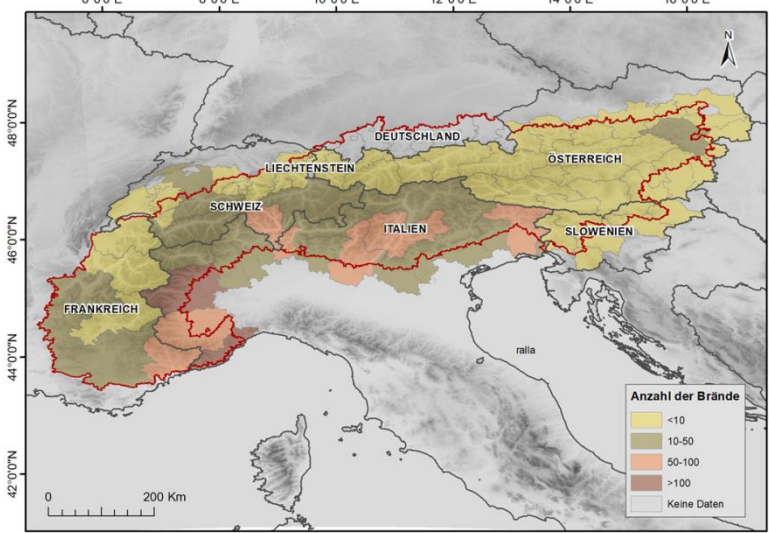 N
48°0'0"N
DEUTSCHLAND
LIECHTENSTEIN
ÖSTERREICH
SCHWEIZ
46°0'0"N
ITALIEN
SLOWENIEN
FRANKREICH
44°0'0"N
ralla
Anzahl der Brände
<10
10-50
50-100
>100
Keine Daten
42°0'0"N
0 200 Km